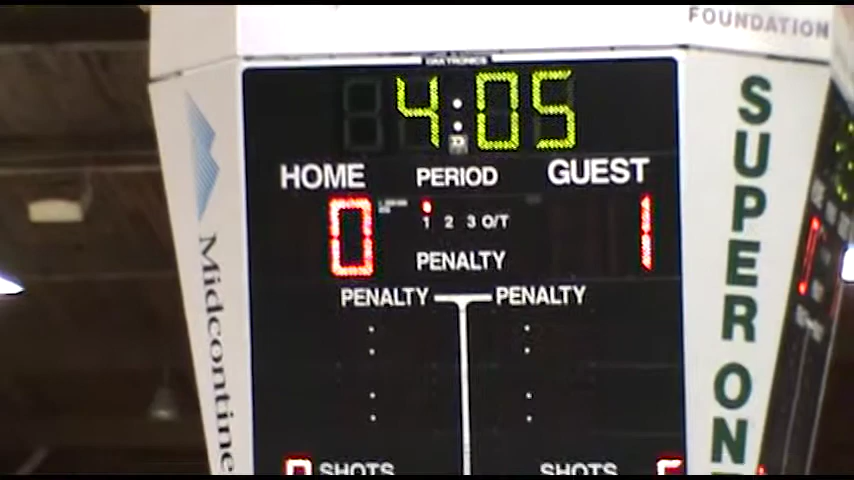 FOUNDATION
DAKTRONICS
4:05
HOME PERIOD GUEST
0 1 2 3 O/T 1
PENALTY
PENALTY PENALTY
SHOTS SHOTS
Midcontine
SUPER ON